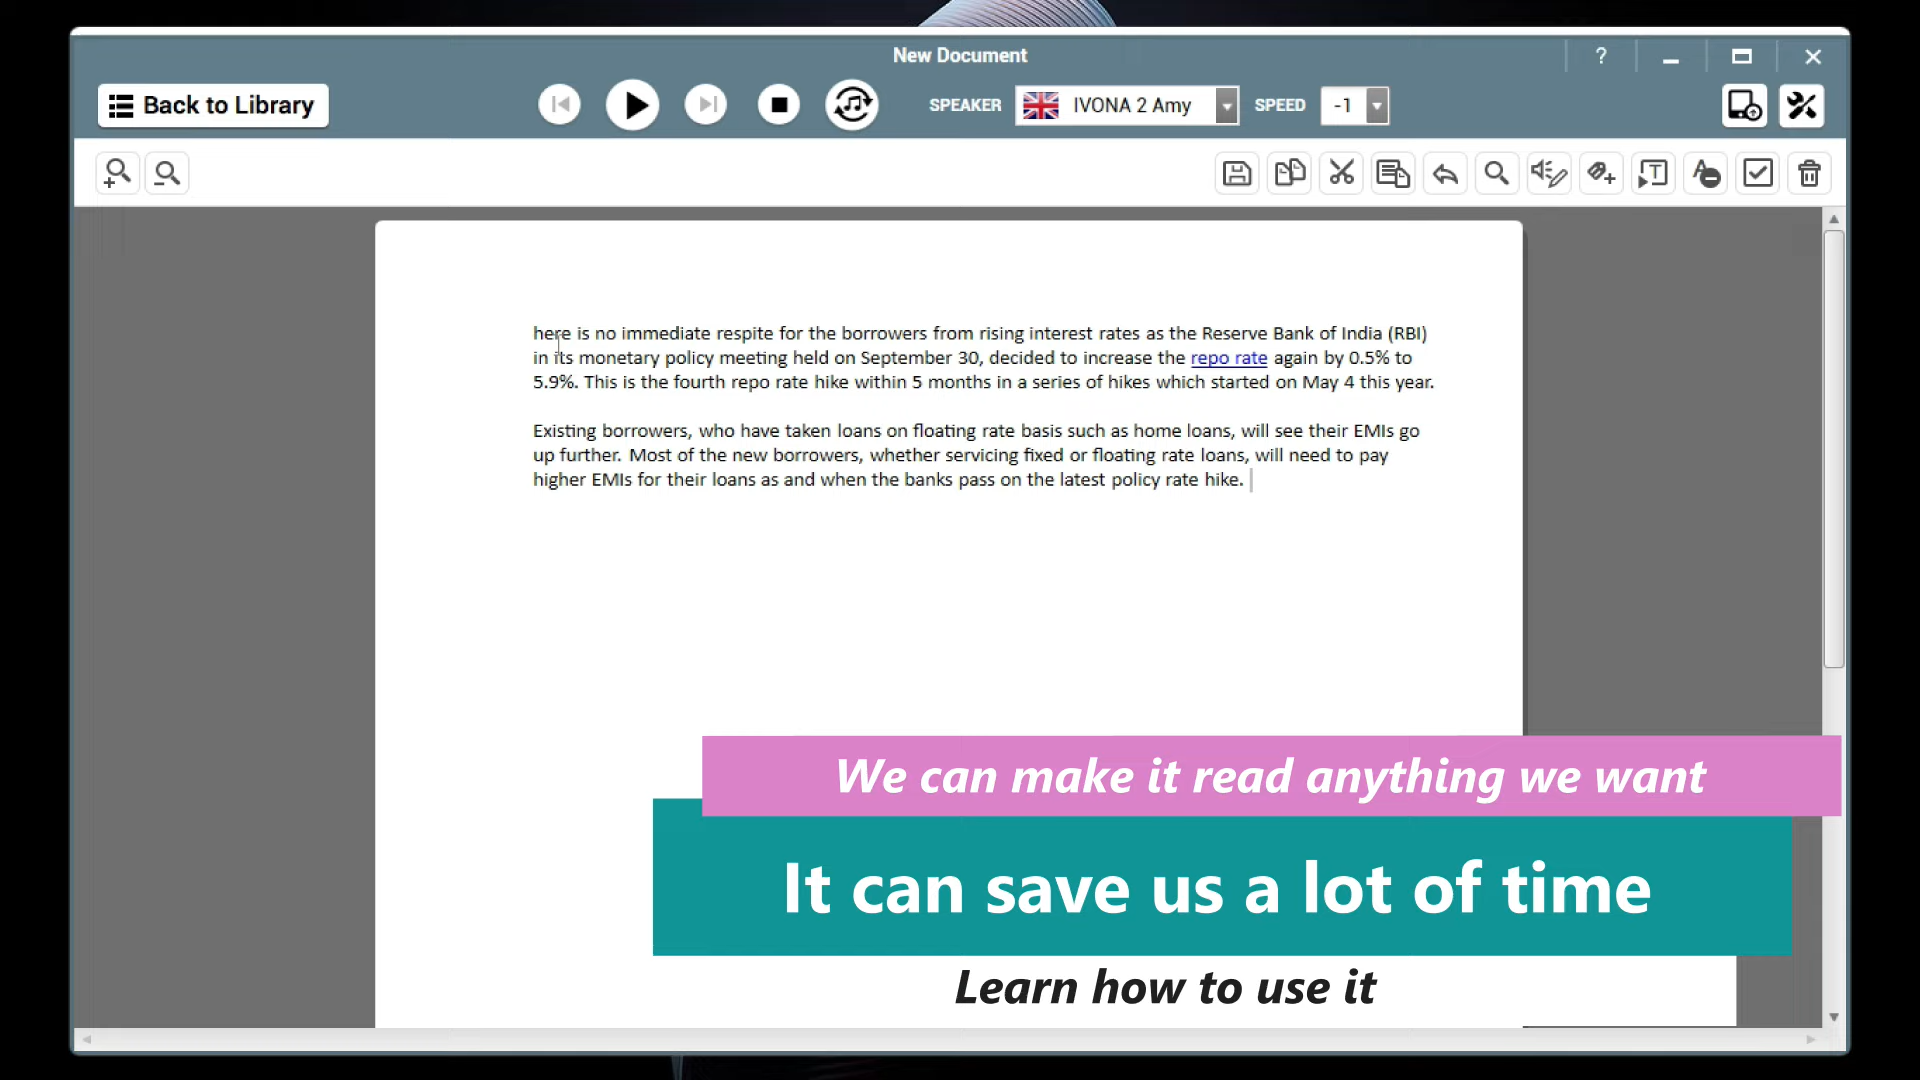 New Document
?
Back to Library
SPEAKER
IVONA 2 Amy
SPEED
-1
here is no immediate respite for the borrowers from rising interest rates as the Reserve Bank of India (RBI)
in its monetary policy meeting held on September 30, decided to increase the repo rate again by 0.5% to
5.9%. This is the fourth repo rate hike within 5 months in a series of hikes which started on May 4 this year.
Existing borrowers, who have taken loans on floating rate basis such as home loans, will see their EMIs go
up further. Most of the new borrowers, whether servicing fixed or floating rate loans, will need to pay
higher EMIs for their loans as and when the banks pass on the latest policy rate hike.
We can make it read anything we want
It can save us a lot of time
Learn how to use it